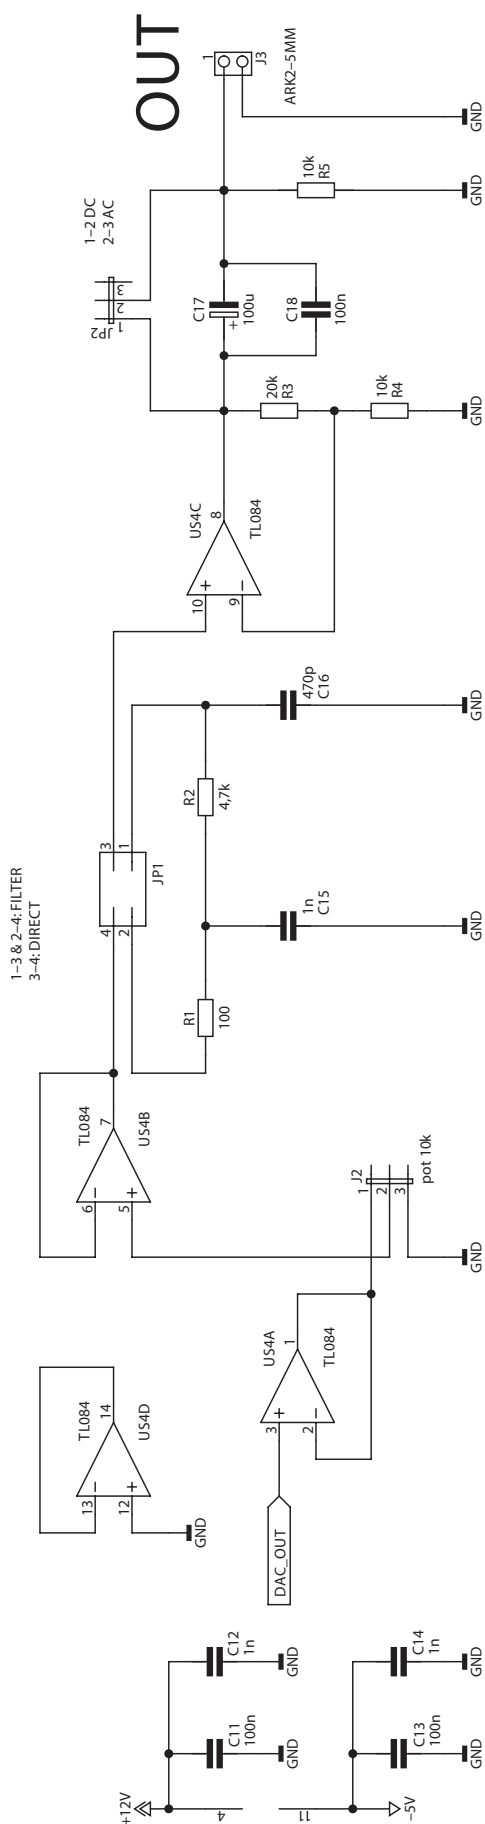 +12V
4
11
–5V
C11
100n
GND
C12
1n
GND
C13
100n
GND
C14
1n
GND
TL084
13
12
14
US4D
GND
DAC_OUT
US4A
3
2
1
TL084
TL084
6
5
7
US4B
J2
1
2
3
pot 10k
GND
1–3 & 2–4: FILTER
3–4: DIRECT
4
3
2
1
JP1
R1
100
R2
4,7k
1n
C15
GND
470p
C16
GND
US4C
10
9
8
TL084
1–2 DC
2–3 AC
JP2
1
2
3
C17
100u
+
C18
100n
20k
R3
10k
R4
GND
10k
R5
GND
OUT
1
J3
ARK2–5MM
GND